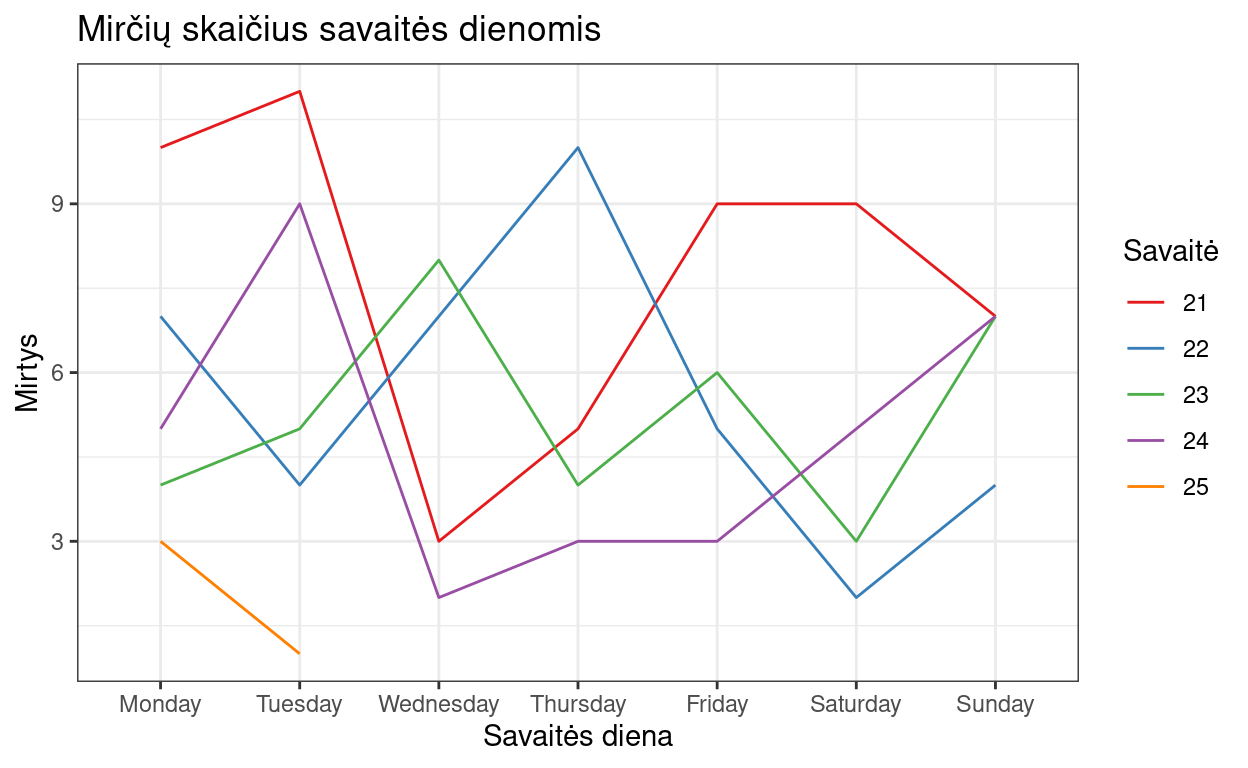 Mirčių skaičius savaitės dienomis
Mirtys
9
6
3
Monday Tuesday Wednesday Thursday Friday Saturday Sunday
Savaitės diena
Savaitė
21
22
23
24
25